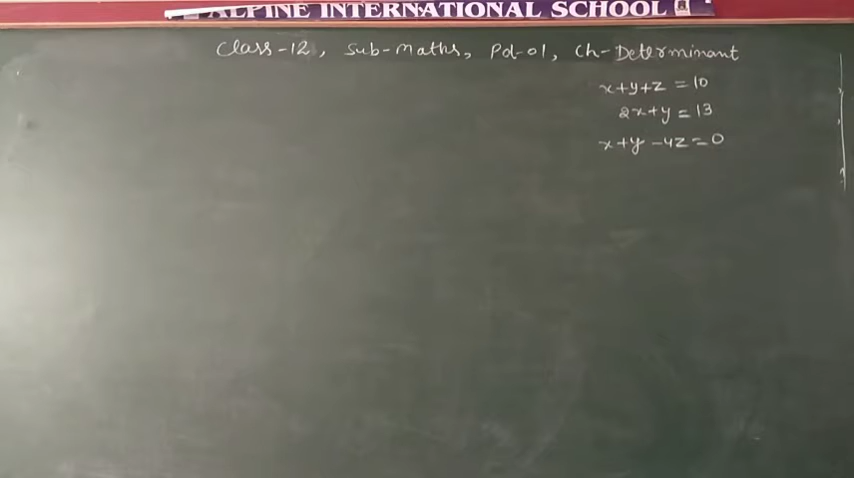 ALPINE INTERNATIONAL SCHOOL
Class-12, Sub-Maths, Pd-01, Ch-Determinant
x+y+z=10
2x+y=13
x+y-4z=0